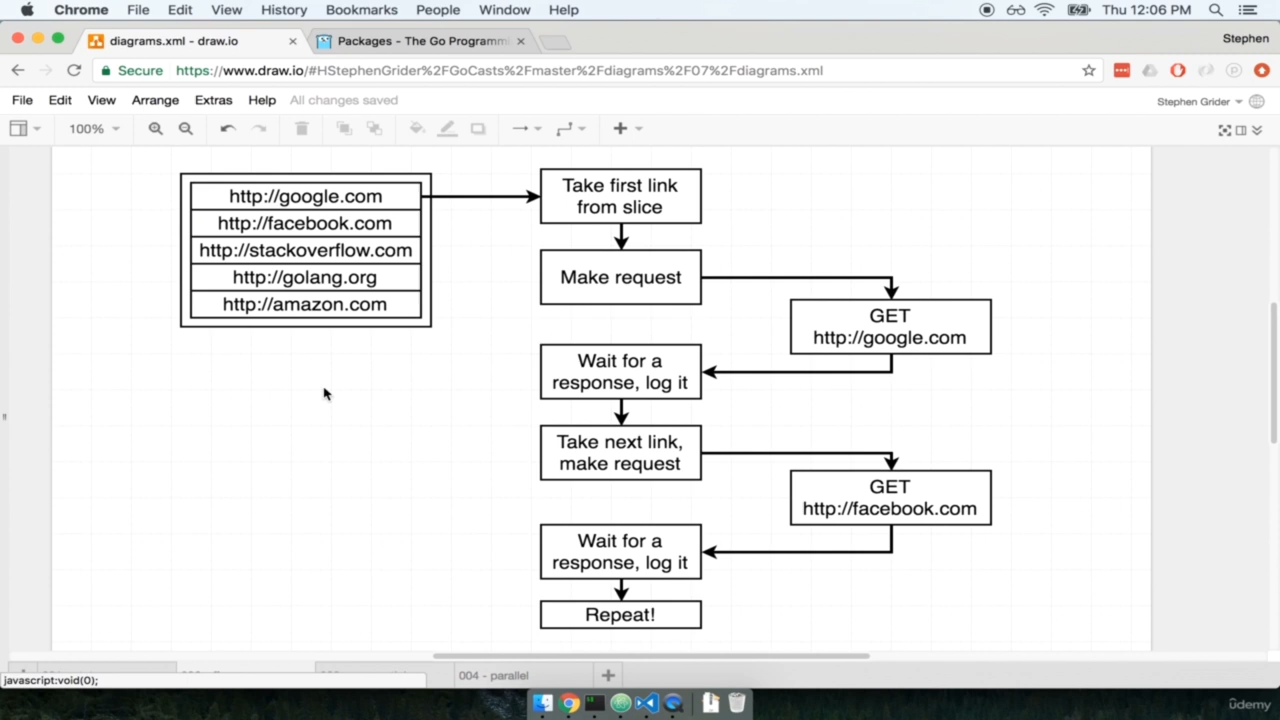 Chrome File Edit View History Bookmarks People Window Help Thu 12:06 PM
diagrams.xml - draw.io Packages - The Go Programmi Stephen
Secure https://www.draw.io/#HStephenGrider%2FGoCasts%2Fmaster%2Fdiagrams%2F07%2Fdiagrams.xml
File Edit View Arrange Extras Help All changes saved Stephen Grider
100%
http://google.com
http://facebook.com
http://stackoverflow.com
http://golang.org
http://amazon.com
Take first link
from slice
Make request
GET
http://google.com
Wait for a
response, log it
Take next link,
make request
GET
http://facebook.com
Wait for a
response, log it
Repeat!
004 - parallel
javascript:void(0);
ûdemy